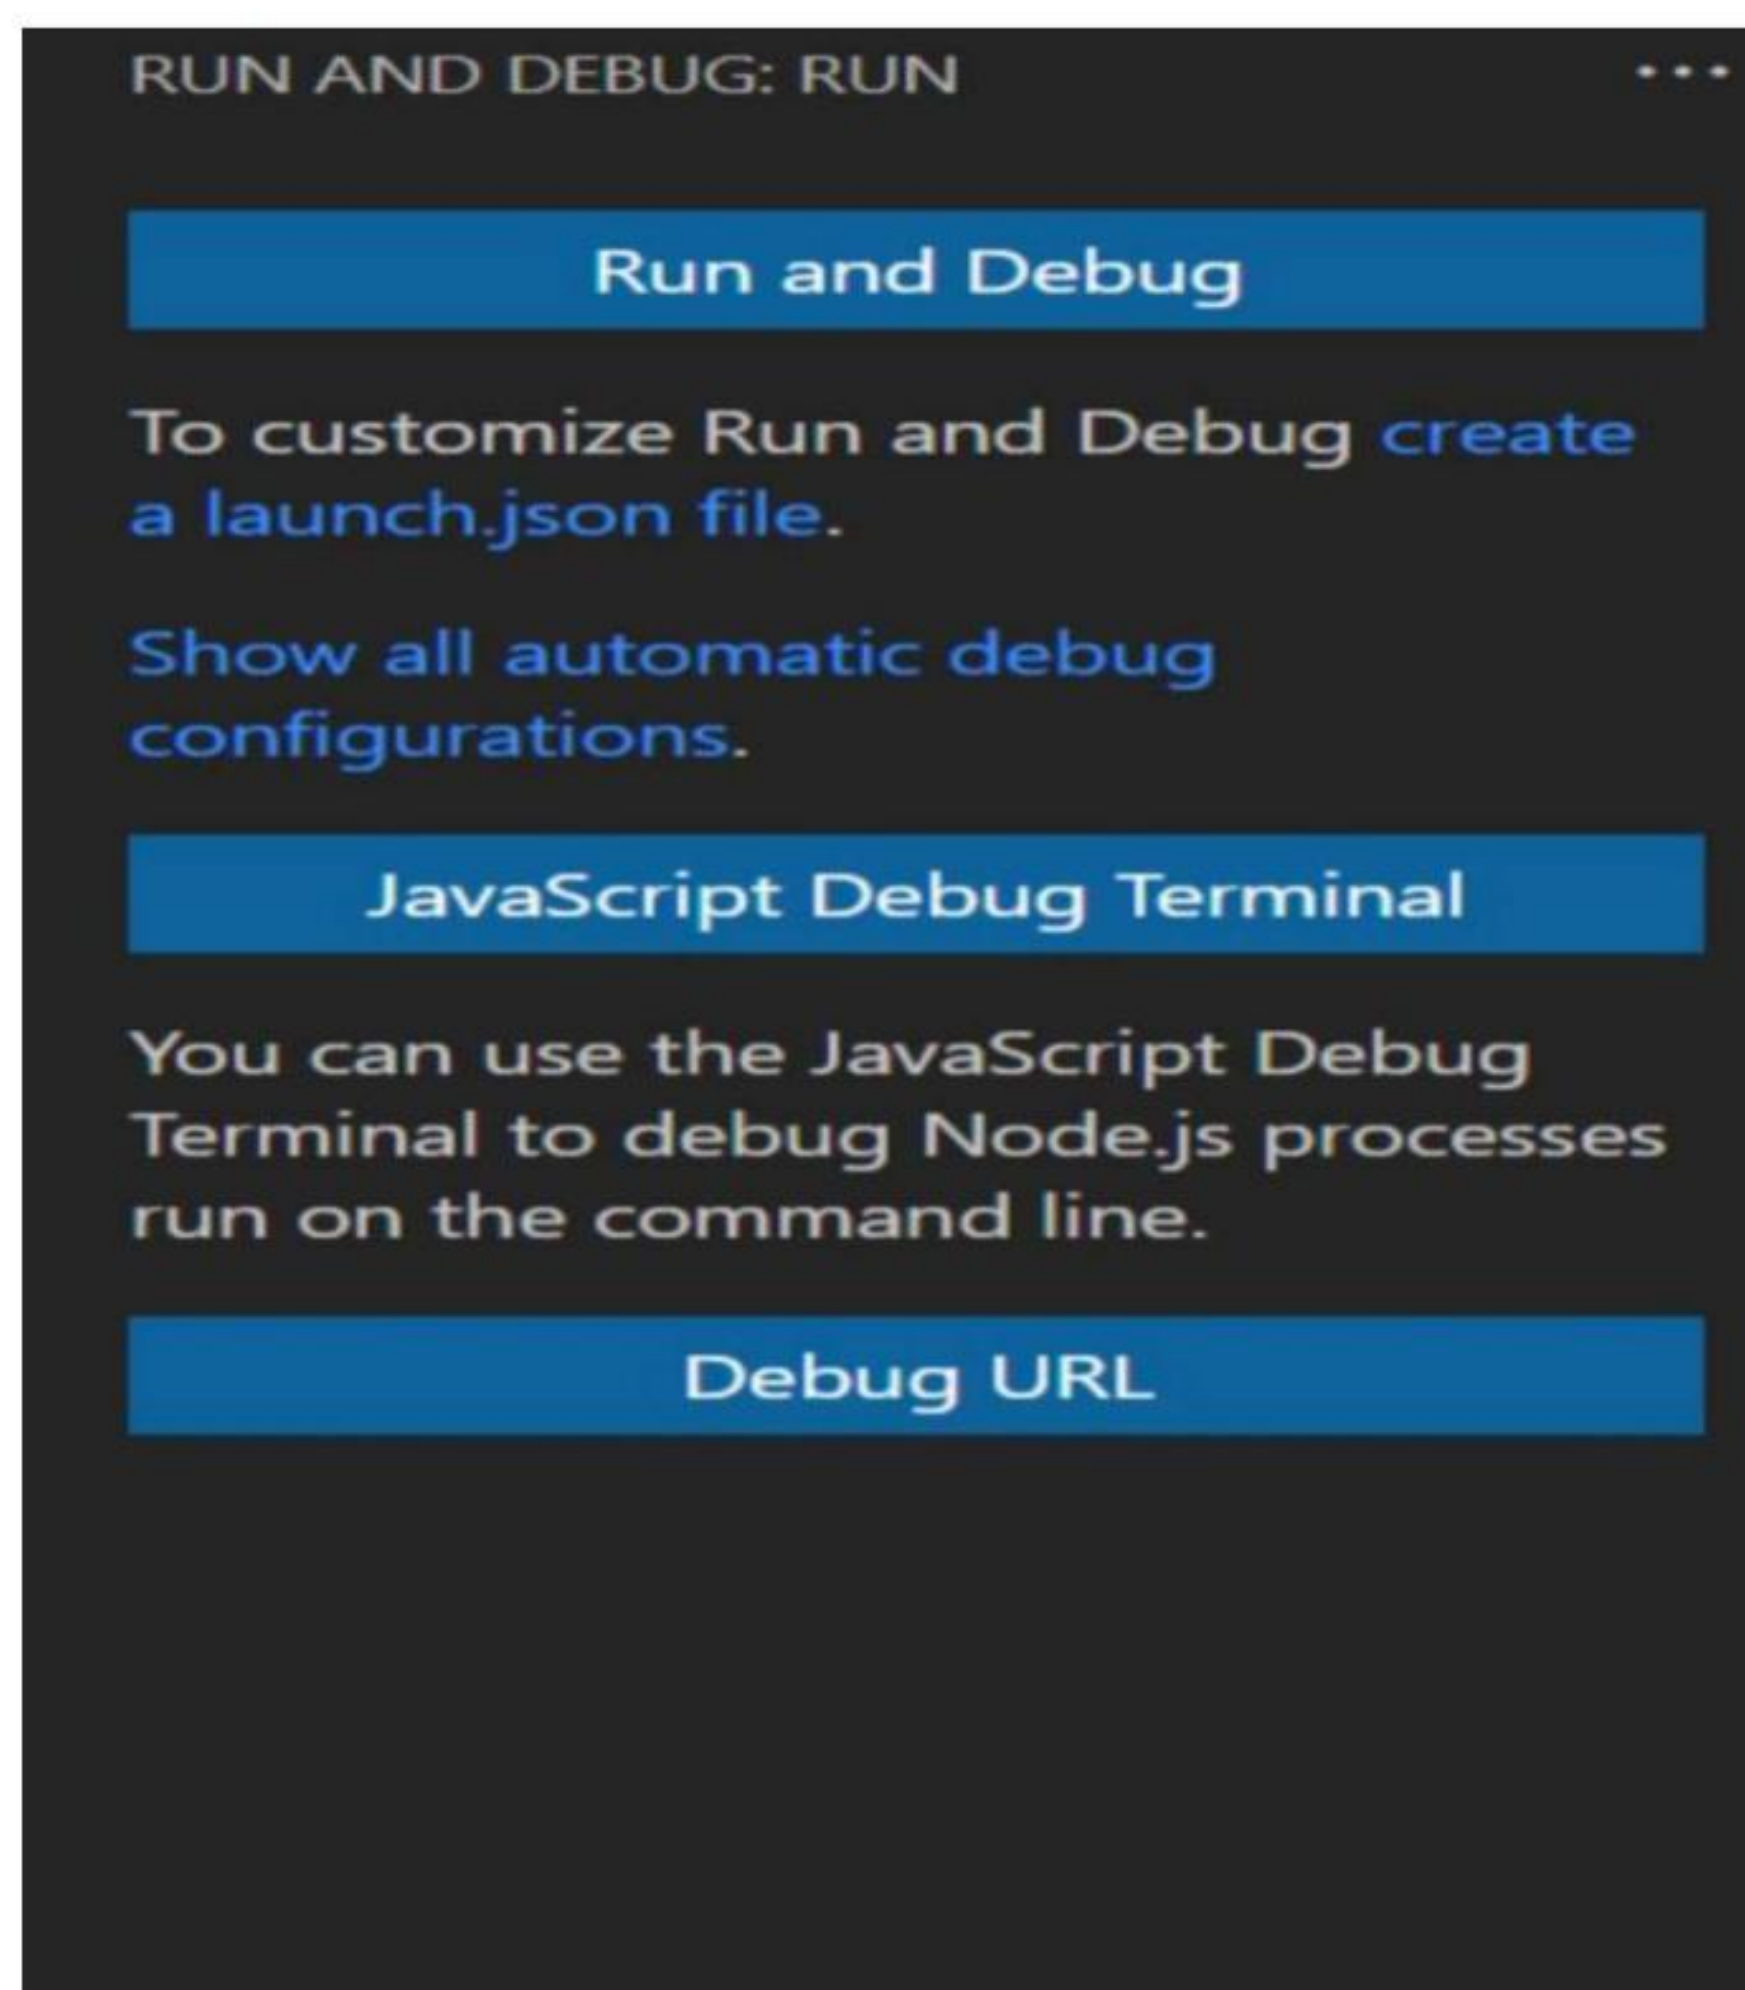 RUN AND DEBUG: RUN
Run and Debug
To customize Run and Debug create
a launch.json file.
Show all automatic debug
configurations.
JavaScript Debug Terminal
You can use the JavaScript Debug
Terminal to debug Node.js processes
run on the command line.
Debug URL